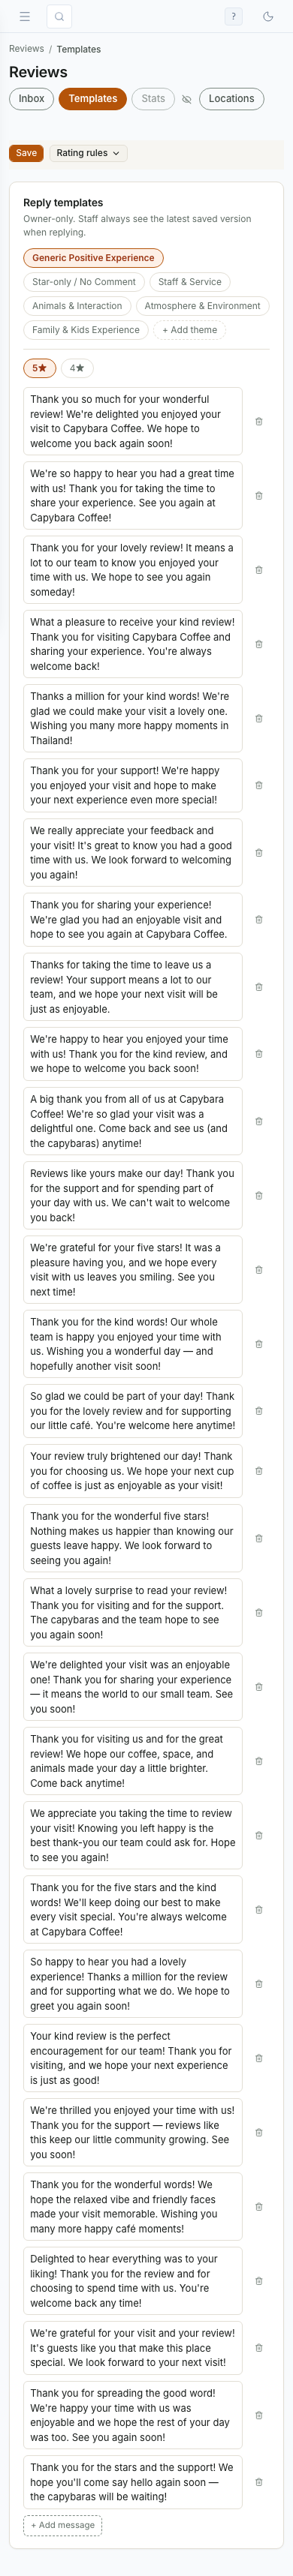 ?
Reviews / Templates
Reviews
Inbox Templates Stats Locations
Save Rating rules
Reply templates
Owner-only. Staff always see the latest saved version
when replying.
Generic Positive Experience
Star-only / No Comment Staff & Service
Animals & Interaction Atmosphere & Environment
Family & Kids Experience + Add theme
5★ 4★
Thank you so much for your wonderful
review! We're delighted you enjoyed your
visit to Capybara Coffee. We hope to
welcome you back again soon!
We're so happy to hear you had a great time
with us! Thank you for taking the time to
share your experience. See you again at
Capybara Coffee!
Thank you for your lovely review! It means a
lot to our team to know you enjoyed your
time with us. We hope to see you again
someday!
What a pleasure to receive your kind review!
Thank you for visiting Capybara Coffee and
sharing your experience. You're always
welcome back!
Thanks a million for your kind words! We're
glad we could make your visit a lovely one.
Wishing you many more happy moments in
Thailand!
Thank you for your support! We're happy
you enjoyed your visit and hope to make
your next experience even more special!
We really appreciate your feedback and
your visit! It's great to know you had a good
time with us. We look forward to welcoming
you again!
Thank you for sharing your experience!
We're glad you had an enjoyable visit and
hope to see you again at Capybara Coffee.
Thanks for taking the time to leave us a
review! Your support means a lot to our
team, and we hope your next visit will be
just as enjoyable.
We're happy to hear you enjoyed your time
with us! Thank you for the kind review, and
we hope to welcome you back soon!
A big thank you from all of us at Capybara
Coffee! We're so glad your visit was a
delightful one. Come back and see us (and
the capybaras) anytime!
Reviews like yours make our day! Thank you
for the support and for spending part of
your day with us. We can't wait to welcome
you back!
We're grateful for your five stars! It was a
pleasure having you, and we hope every
visit with us leaves you smiling. See you
next time!
Thank you for the kind words! Our whole
team is happy you enjoyed your time with
us. Wishing you a wonderful day — and
hopefully another visit soon!
So glad we could be part of your day! Thank
you for the lovely review and for supporting
our little café. You're welcome here anytime!
Your review truly brightened our day! Thank
you for choosing us. We hope your next cup
of coffee is just as enjoyable as your visit!
Thank you for the wonderful five stars!
Nothing makes us happier than knowing our
guests leave happy. We look forward to
seeing you again!
What a lovely surprise to read your review!
Thank you for visiting and for the support.
The capybaras and the team hope to see
you again soon!
We're delighted your visit was an enjoyable
one! Thank you for sharing your experience
— it means the world to our small team. See
you soon!
Thank you for visiting us and for the great
review! We hope our coffee, space, and
animals made your day a little brighter.
Come back anytime!
We appreciate you taking the time to review
your visit! Knowing you left happy is the
best thank-you our team could ask for. Hope
to see you again!
Thank you for the five stars and the kind
words! We'll keep doing our best to make
every visit special. You're always welcome
at Capybara Coffee!
So happy to hear you had a lovely
experience! Thanks a million for the review
and for supporting what we do. We hope to
greet you again soon!
Your kind review is the perfect
encouragement for our team! Thank you for
visiting, and we hope your next experience
is just as good!
We're thrilled you enjoyed your time with us!
Thank you for the support — reviews like
this keep our little community growing. See
you soon!
Thank you for the wonderful words! We
hope the relaxed vibe and friendly faces
made your visit memorable. Wishing you
many more happy café moments!
Delighted to hear everything was to your
liking! Thank you for the review and for
choosing to spend time with us. You're
welcome back any time!
We're grateful for your visit and your review!
It's guests like you that make this place
special. We look forward to your next visit!
Thank you for spreading the good word!
We're happy your time with us was
enjoyable and we hope the rest of your day
was too. See you again soon!
Thank you for the stars and the support! We
hope you'll come say hello again soon —
the capybaras will be waiting!
+ Add message